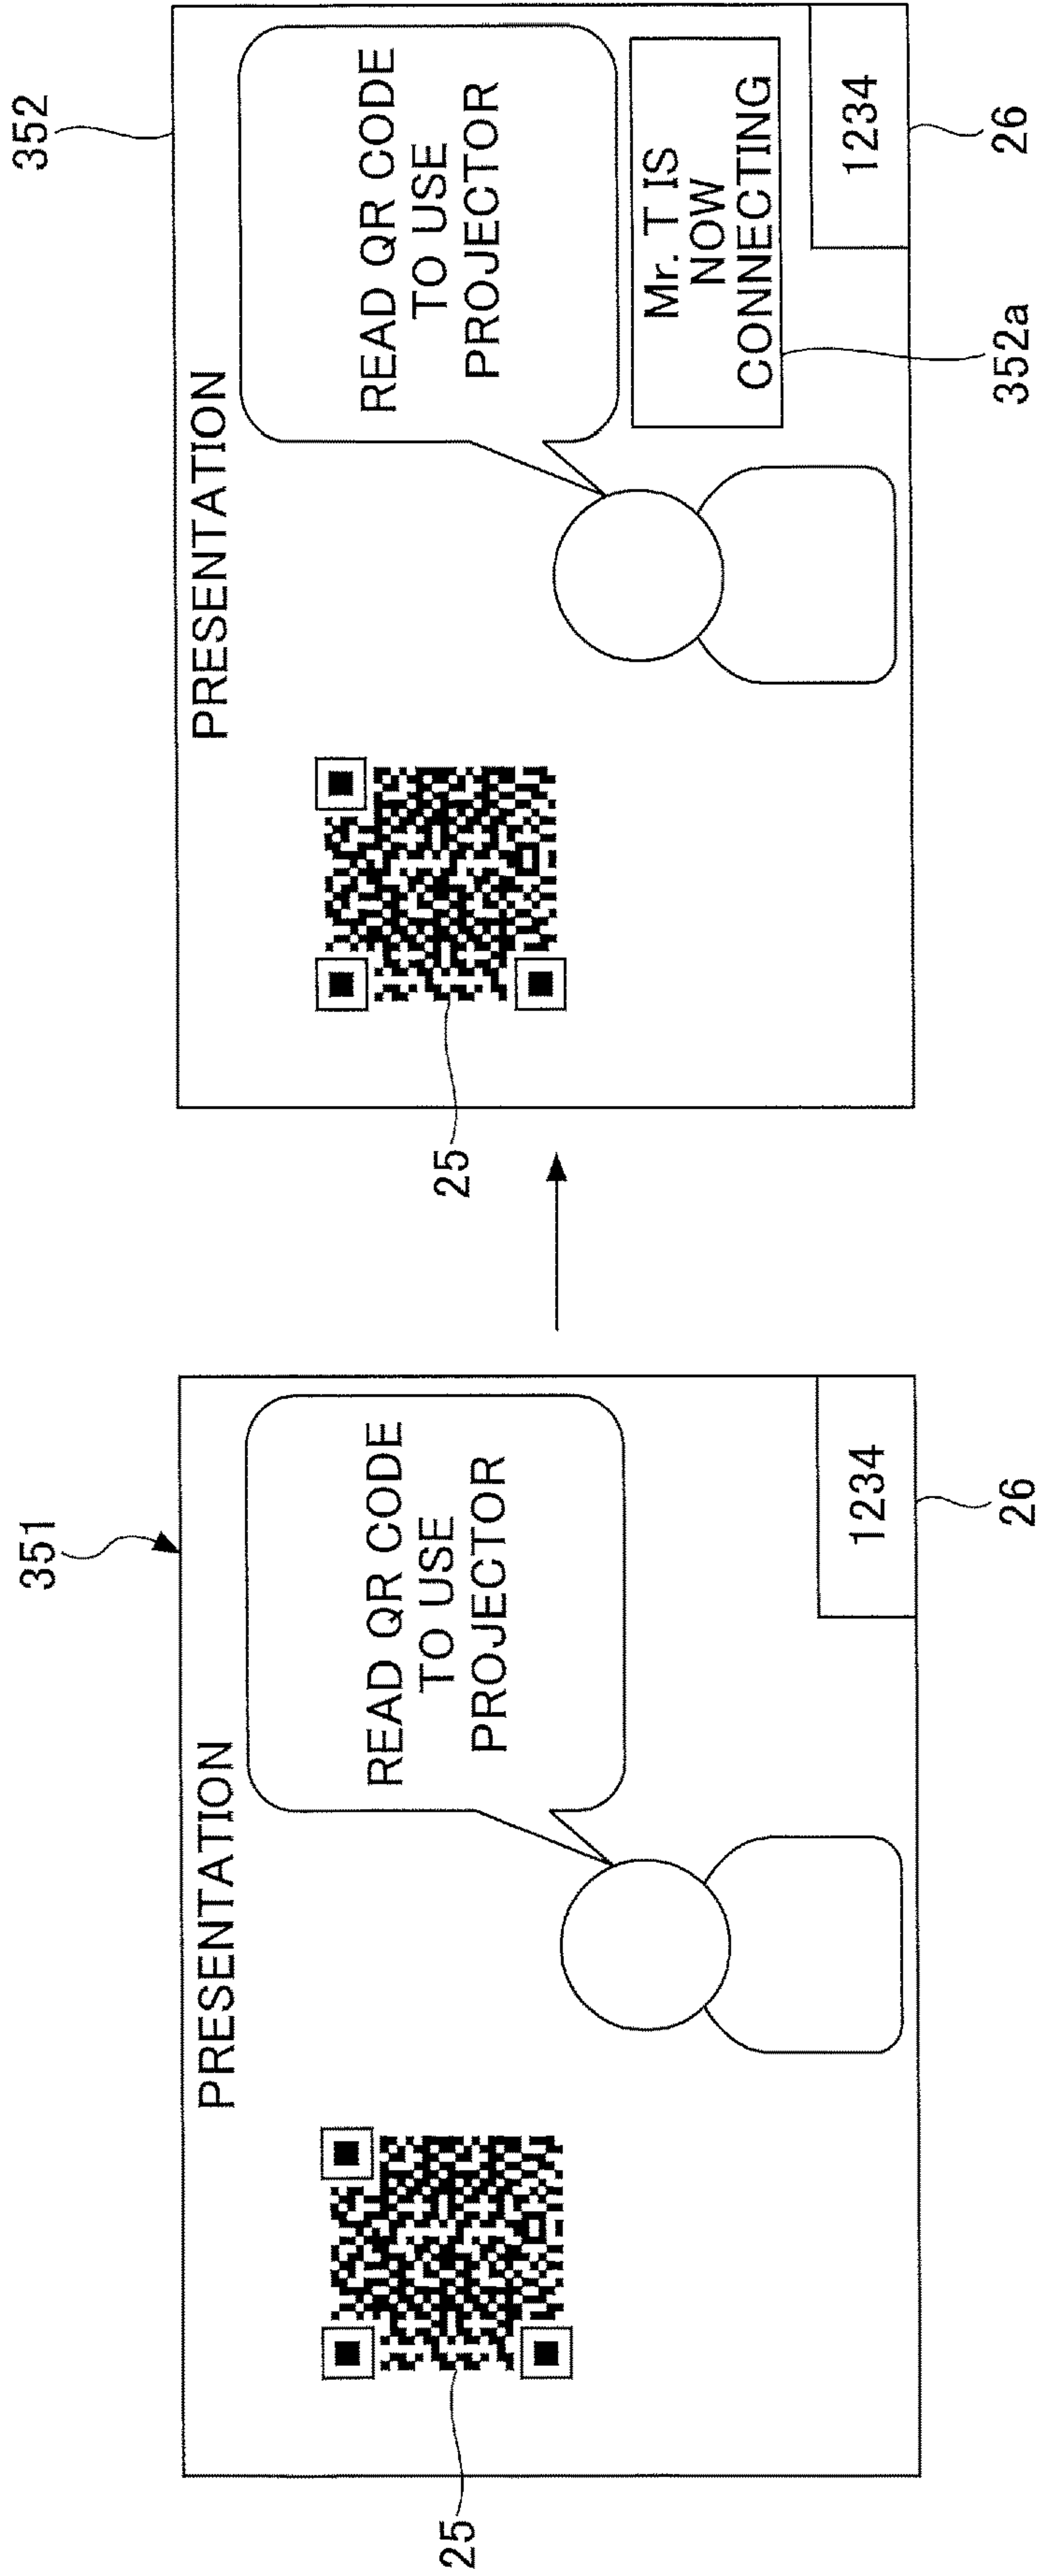 351
PRESENTATION
READ QR CODE
TO USE
PROJECTOR
1234
25
26
352
PRESENTATION
READ QR CODE
TO USE
PROJECTOR
Mr. T IS
NOW
CONNECTING
1234
25
352a
26